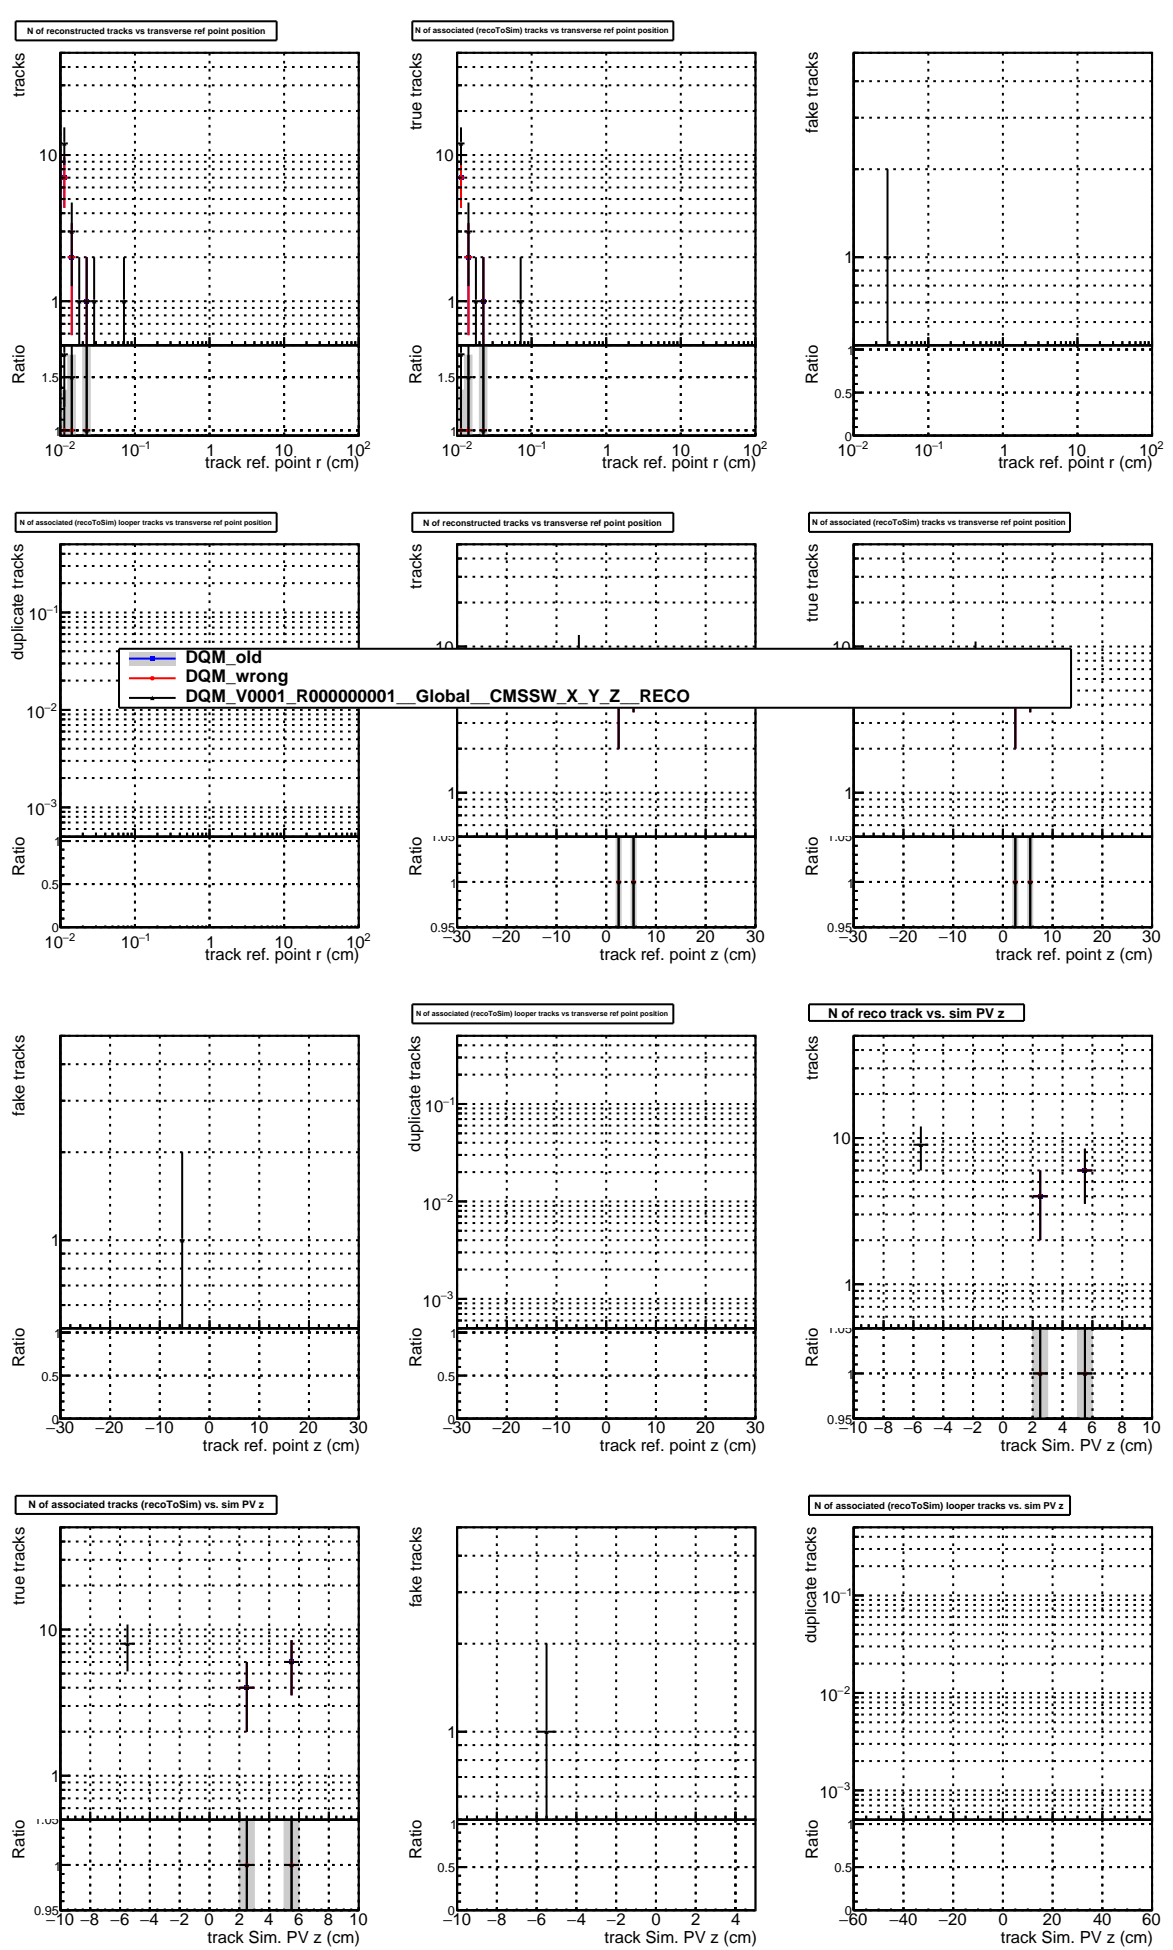 N of reconstructed tracks vs transverse ref point position
tracks
10
1
Ratio
1.5
1
10−2 10−1 1 10 102
track ref. point r (cm)
N of associated (recoToSim) tracks vs transverse ref point position
true tracks
10
1
Ratio
1.5
1
10−2 10−1 1 10 102
track ref. point r (cm)
fake tracks
1
Ratio
1
0.5
0
10−2 10−1 1 10 102
track ref. point r (cm)
N of associated (recoToSim) looper tracks vs transverse ref point position
duplicate tracks
10−1
10−2
10−3
Ratio
1
0.5
0
10−2 10−1 1 10 102
track ref. point r (cm)
N of reconstructed tracks vs transverse ref point position
tracks
10
1
Ratio
1.05
1
0.95
−30 −20 −10 0 10 20 30
track ref. point z (cm)
N of associated (recoToSim) tracks vs transverse ref point position
true tracks
10
1
Ratio
1.05
1
0.95
−30 −20 −10 0 10 20 30
track ref. point z (cm)
DQM_old
DQM_wrong
DQM_V0001_R000000001__Global__CMSSW_X_Y_Z__RECO
fake tracks
1
Ratio
1
0.5
0
−30 −20 −10 0 10 20 30
track ref. point z (cm)
N of associated (recoToSim) looper tracks vs transverse ref point position
duplicate tracks
10−1
10−2
10−3
Ratio
1
0.5
0
−30 −20 −10 0 10 20 30
track ref. point z (cm)
N of reco track vs. sim PV z
tracks
10
1
Ratio
1.05
1
0.95
−10 −8 −6 −4 −2 0 2 4 6 8 10
track Sim. PV z (cm)
N of associated tracks (recoToSim) vs. sim PV z
true tracks
10
1
Ratio
1.05
1
0.95
−10 −8 −6 −4 −2 0 2 4 6 8 10
track Sim. PV z (cm)
fake tracks
1
Ratio
1
0.5
0
−10 −8 −6 −4 −2 0 2 4
track Sim. PV z (cm)
N of associated (recoToSim) looper tracks vs. sim PV z
duplicate tracks
10−1
10−2
10−3
Ratio
1
0.5
0
−60 −40 −20 0 20 40 60
track Sim. PV z (cm)